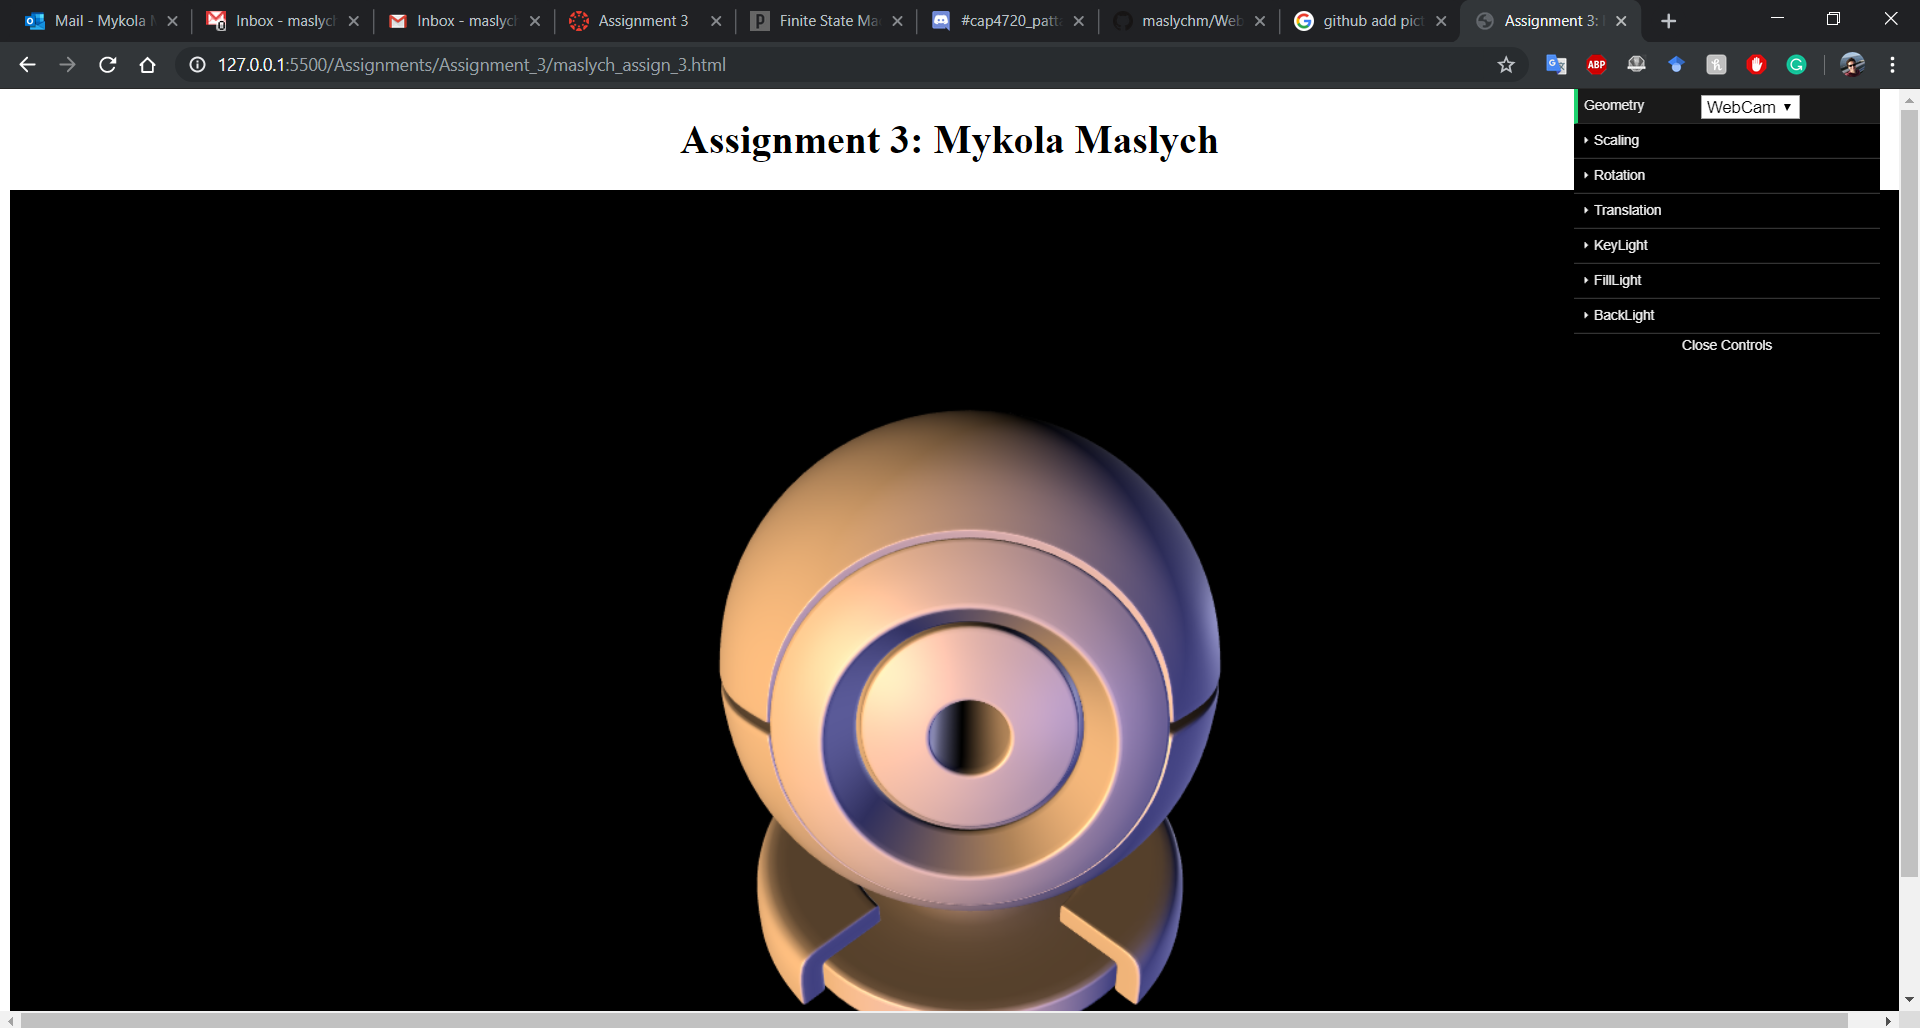 Mail - Mykola M
Inbox - maslych
Inbox - maslych
Assignment 3
Finite State Ma
#cap4720_patta
maslychm/Web
github add pict
Assignment 3:
127.0.0.1:5500/Assignments/Assignment_3/maslych_assign_3.html
ABP
Assignment 3: Mykola Maslych
Geometry WebCam
Scaling
Rotation
Translation
KeyLight
FillLight
BackLight
Close Controls